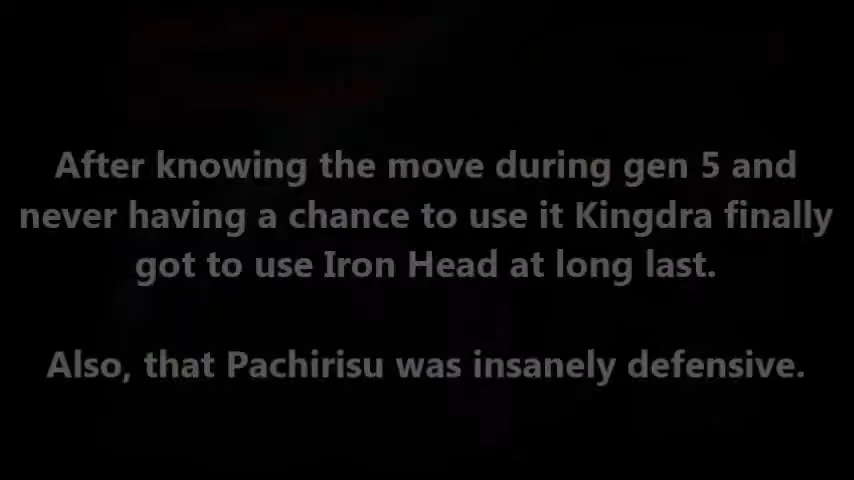 After knowing the move during gen 5 and
never having a chance to use it Kingdra finally
got to use Iron Head at long last.
Also, that Pachirisu was insanely defensive.